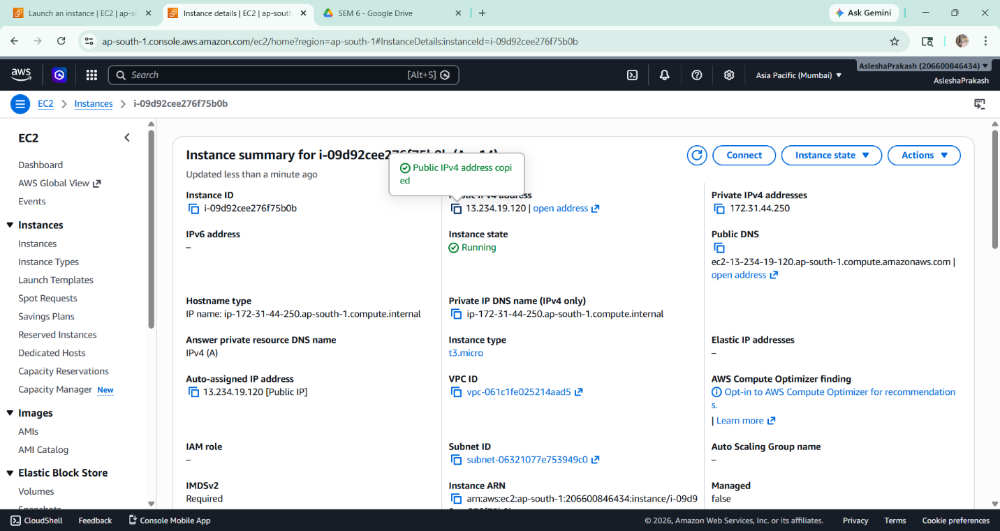 Launch an instance | EC2 | ap-so
Instance details | EC2 | ap-south
SEM 6 - Google Drive
Ask Gemini
ap-south-1.console.aws.amazon.com/ec2/home?region=ap-south-1#InstanceDetails:instanceId=i-09d92cee276f75b0b
aws
Search
[Alt+S]
Asia Pacific (Mumbai)
AsleshaPrakash (206600846434)
AsleshaPrakash
EC2
Instances
i-09d92cee276f75b0b
EC2
Dashboard
AWS Global View
Events
Instances
Instances
Instance Types
Launch Templates
Spot Requests
Savings Plans
Reserved Instances
Dedicated Hosts
Capacity Reservations
Capacity Manager New
Images
AMIs
AMI Catalog
Elastic Block Store
Volumes
Snapshots
Instance summary for i-09d92cee276f75b0b
Updated less than a minute ago
Connect
Instance state
Actions
Public IPv4 address copi
ed
Instance ID
i-09d92cee276f75b0b
Public IPv4 address
13.234.19.120 | open address
Private IPv4 addresses
172.31.44.250
IPv6 address
–
Instance state
Running
Public DNS
ec2-13-234-19-120.ap-south-1.compute.amazonaws.com |
open address
Hostname type
IP name: ip-172-31-44-250.ap-south-1.compute.internal
Private IP DNS name (IPv4 only)
ip-172-31-44-250.ap-south-1.compute.internal
Answer private resource DNS name
IPv4 (A)
Instance type
t3.micro
Elastic IP addresses
–
Auto-assigned IP address
13.234.19.120 [Public IP]
VPC ID
vpc-061c1fe025214aad5
AWS Compute Optimizer finding
Opt-in to AWS Compute Optimizer for recommendation
s.
| Learn more
IAM role
–
Subnet ID
subnet-06321077e753949c0
Auto Scaling Group name
–
IMDSv2
Required
Instance ARN
arn:aws:ec2:ap-south-1:206600846434:instance/i-09d9
Managed
false
CloudShell
Feedback
Console Mobile App
© 2026, Amazon Web Services, Inc. or its affiliates.
Privacy
Terms
Cookie preferences